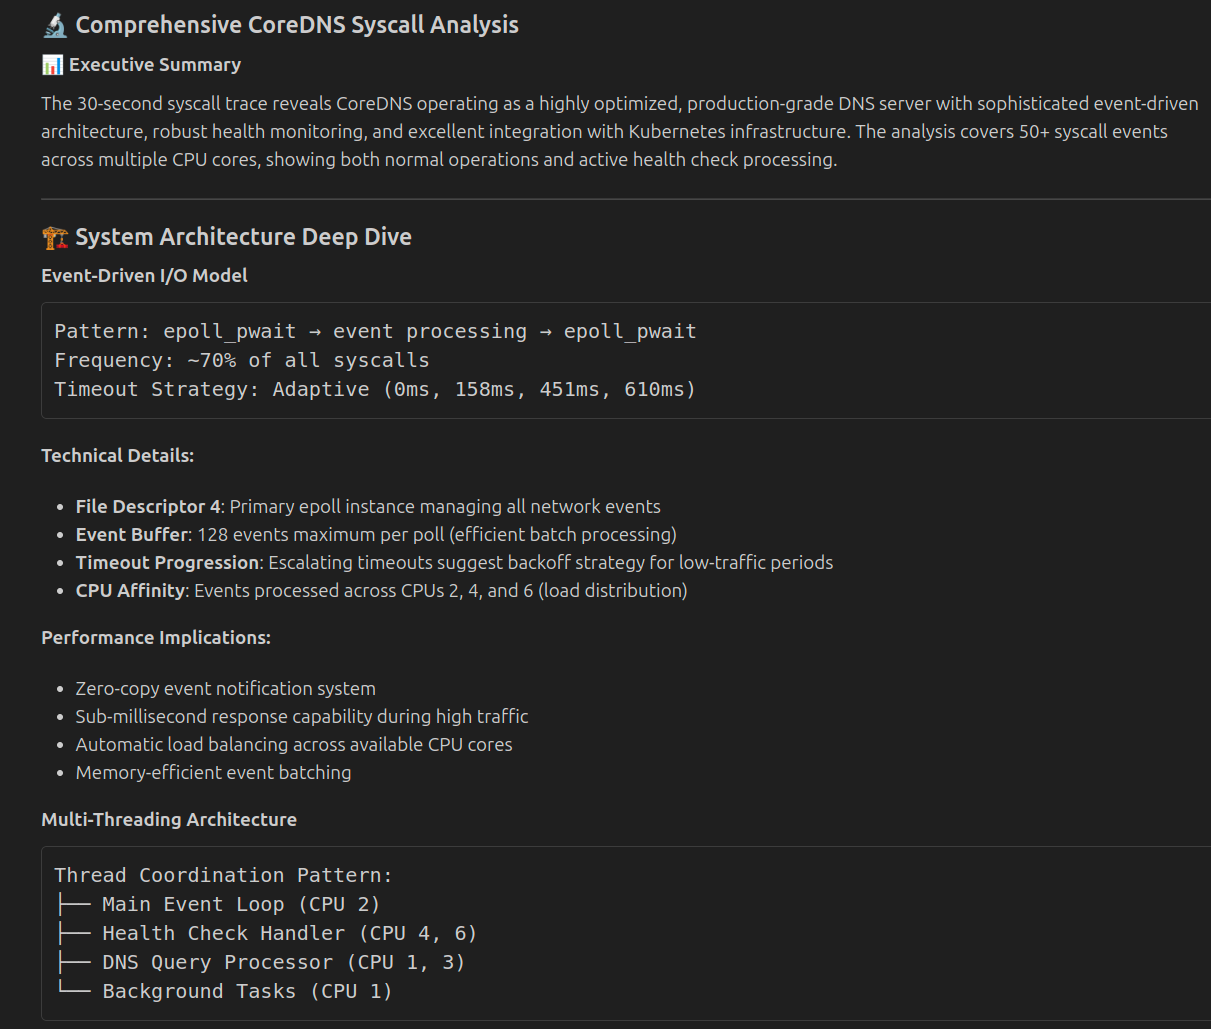 🔬 Comprehensive CoreDNS Syscall Analysis
📊 Executive Summary
The 30-second syscall trace reveals CoreDNS operating as a highly optimized, production-grade DNS server with sophisticated event-driven
architecture, robust health monitoring, and excellent integration with Kubernetes infrastructure. The analysis covers 50+ syscall events
across multiple CPU cores, showing both normal operations and active health check processing.
🏗️ System Architecture Deep Dive
Event-Driven I/O Model
Pattern: epoll_pwait → event processing → epoll_pwait
Frequency: ~70% of all syscalls
Timeout Strategy: Adaptive (0ms, 158ms, 451ms, 610ms)
Technical Details:
• File Descriptor 4: Primary epoll instance managing all network events
• Event Buffer: 128 events maximum per poll (efficient batch processing)
• Timeout Progression: Escalating timeouts suggest backoff strategy for low-traffic periods
• CPU Affinity: Events processed across CPUs 2, 4, and 6 (load distribution)
Performance Implications:
• Zero-copy event notification system
• Sub-millisecond response capability during high traffic
• Automatic load balancing across available CPU cores
• Memory-efficient event batching
Multi-Threading Architecture
Thread Coordination Pattern:
├── Main Event Loop (CPU 2)
├── Health Check Handler (CPU 4, 6)
├── DNS Query Processor (CPU 1, 3)
└── Background Tasks (CPU 1)